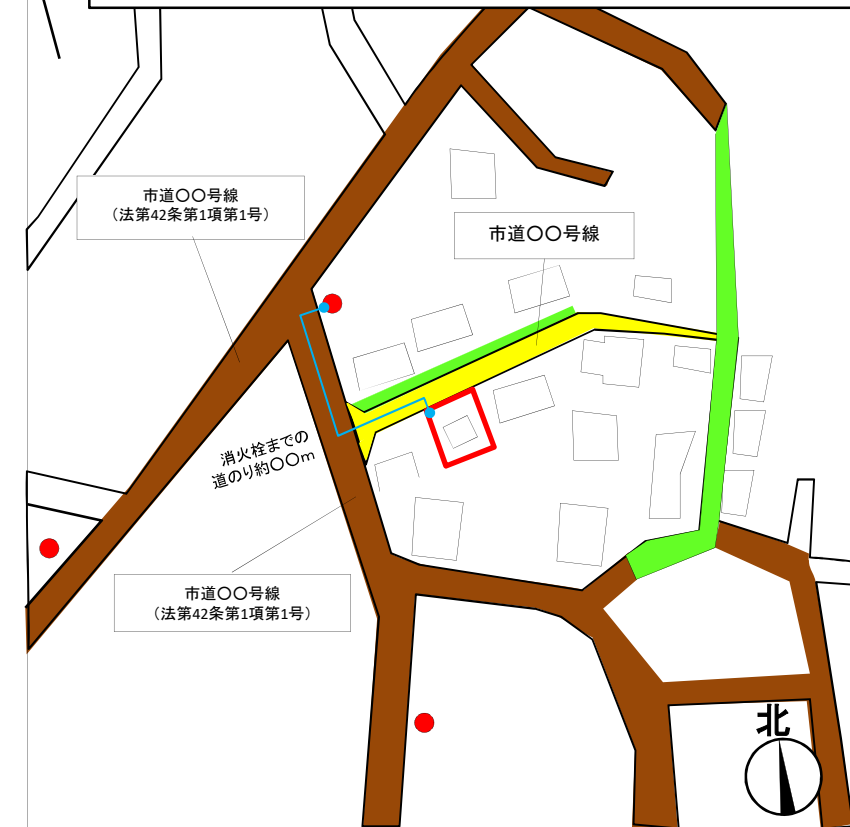 市道〇〇号線
（法第42条第1項第1号）
市道〇〇号線
消火栓までの
道のり約〇〇ｍ
市道〇〇号線
（法第42条第1項第1号）
北